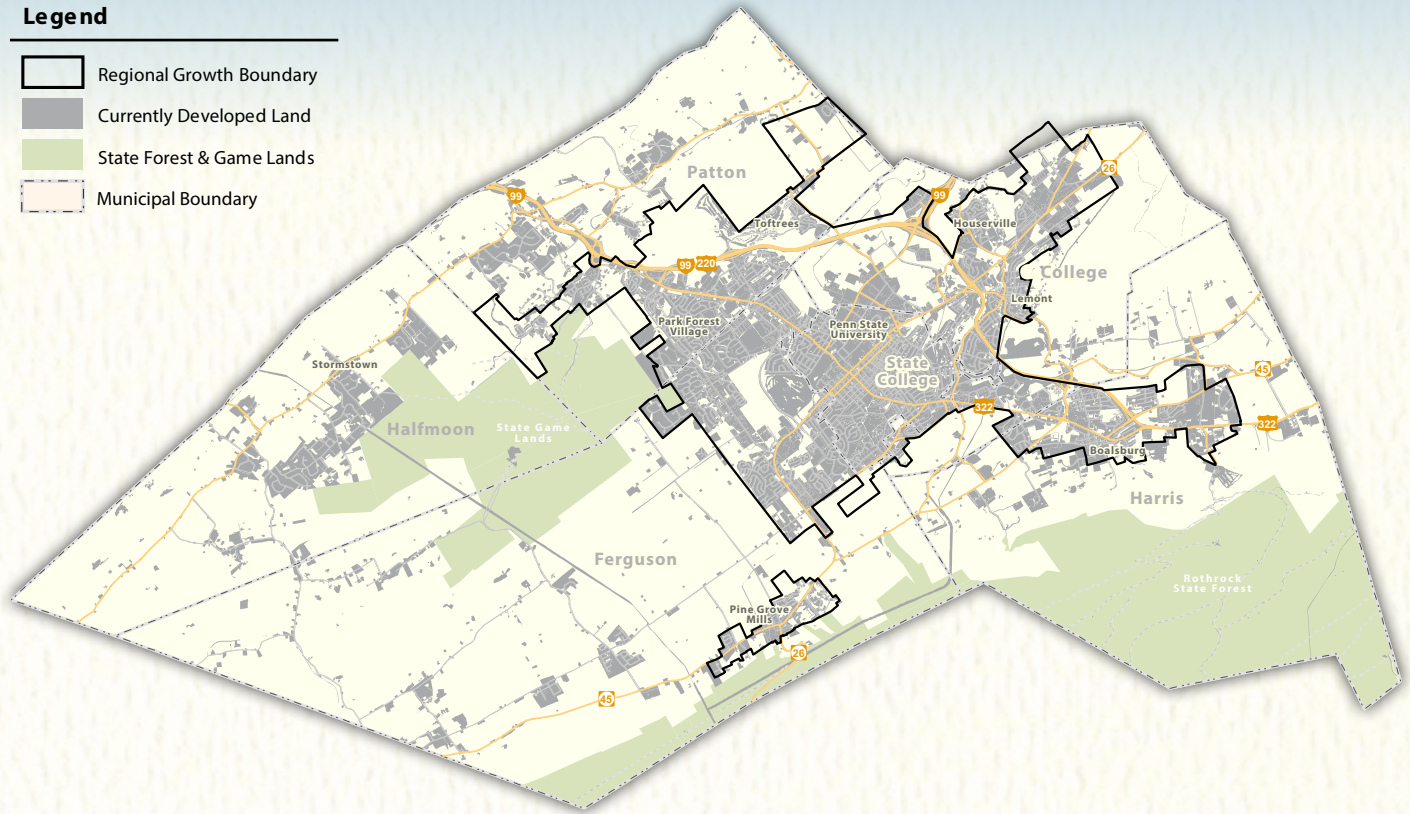 Legend
Regional Growth Boundary
Currently Developed Land
State Forest & Game Lands
Municipal Boundary
Patton
26
99
99
Toftrees
Houserville
99
220
College
Lemont
Park Forest
Village
Penn State
University
Stormstown
State
College
45
322
322
Halfmoon
State Game
Lands
Boalsburg
Harris
Ferguson
Rothrock
State Forest
Pine Grove
Mills
26
45